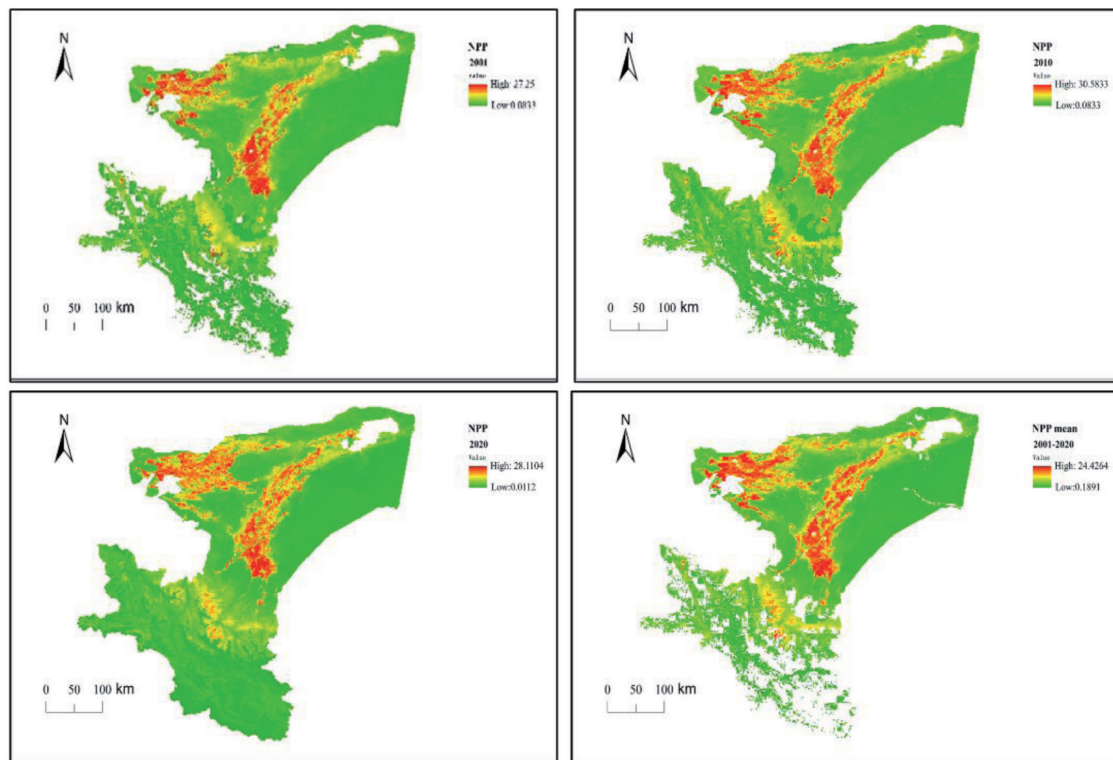 N
NPP
2001
value
High: 27.25
Low:0.0833
0 50 100 km
N
NPP
2010
Value
High: 30.5833
Low:0.0833
0 50 100 km
N
NPP
2020
Value
High: 28.1104
Low:0.0112
0 50 100 km
N
NPP mean
2001-2020
Value
High: 24.4264
Low:0.1891
0 50 100 km